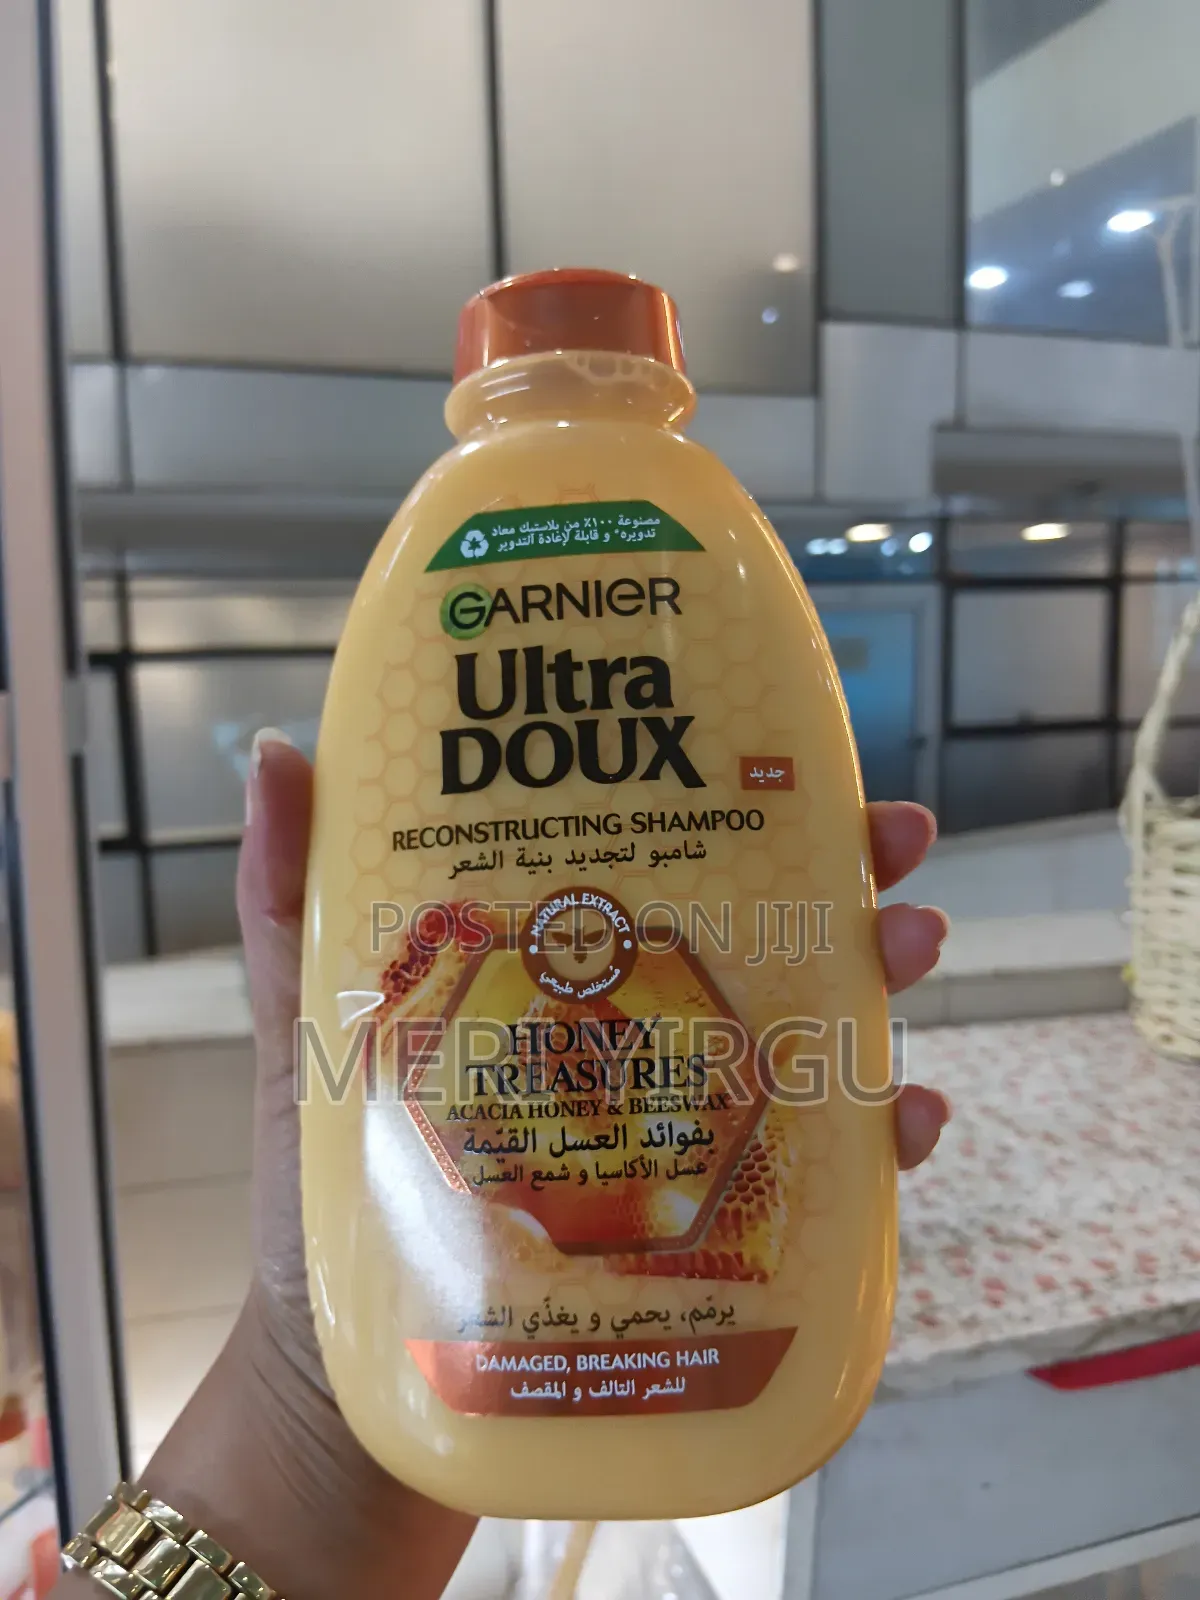 مصنوعة ١٠٠٪ من بلاستيك معاد
تدويره* و قابلة لإعادة التدوير
GARNIER
Ultra
DOUX
جديد
RECONSTRUCTING SHAMPOO
شامبو لتجديد بنية الشعر
NATURAL EXTRACT
مُستخلص طبيعي
POSTED ON JIJI
HONEY
TREASURES
MERI YIRGU
ACACIA HONEY & BEESWAX
بفوائد العسل القيّمة
عسل الأكاسيا و شمع العسل
يرمّم، يحمي و يغذّي الشعر
DAMAGED, BREAKING HAIR
للشعر التالف و المقصف